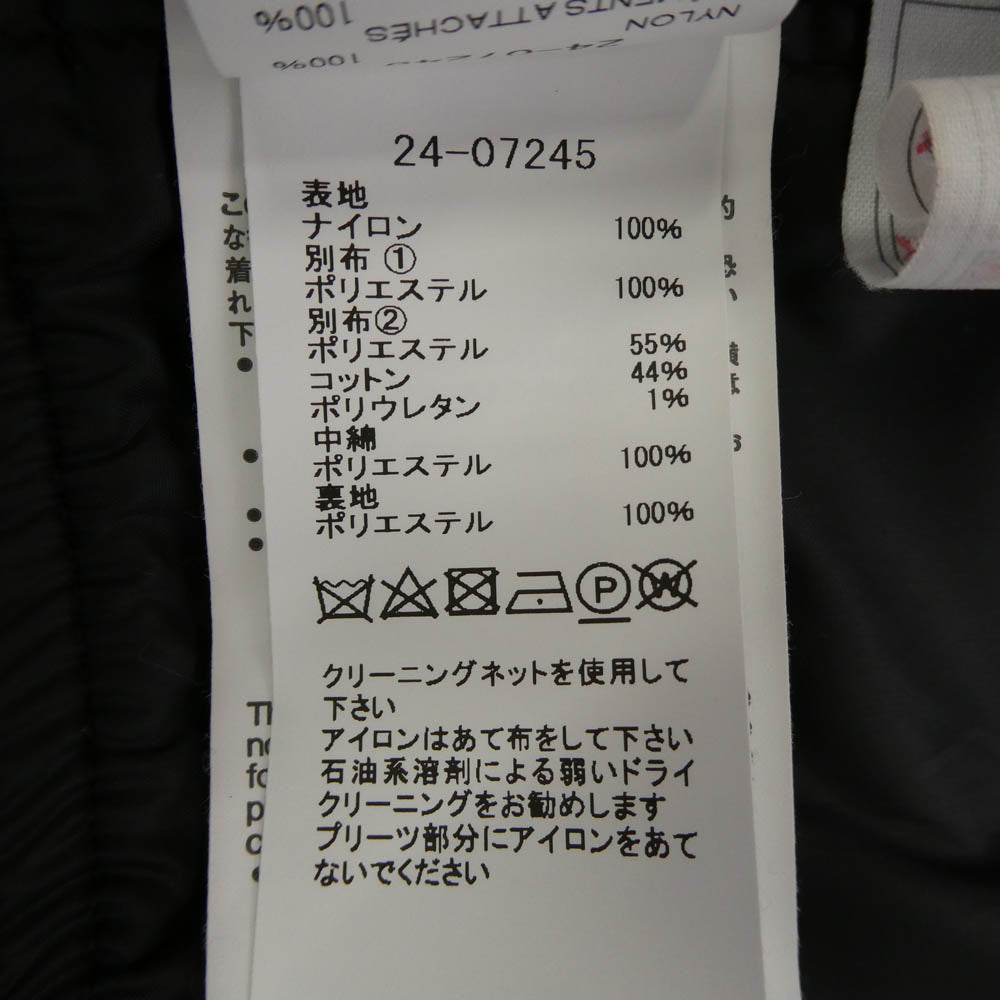 100%
MENTS ATTACHÉS
NYLON
100%
24-07245
表地
ナイロン 100%
別布 ①
ポリエステル 100%
別布②
ポリエステル 55%
コットン 44%
ポリウレタン 1%
中綿
ポリエステル 100%
裏地
ポリエステル 100%
P
W
クリーニングネットを使用して
下さい
アイロンはあて布をして下さい
石油系溶剤による弱いドライ
クリーニングをお勧めします
プリーツ部分にアイロンをあて
ないでください